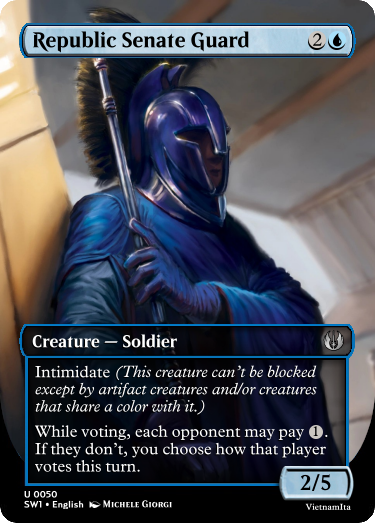 Republic Senate Guard 2
Creature — Soldier
Intimidate (This creature can't be blocked
except by artifact creatures and/or creatures
that share a color with it.)
While voting, each opponent may pay 1.
If they don't, you choose how that player
votes this turn.
2/5
U 0050
SW1 • English Michele Giorgi
VietnamIta